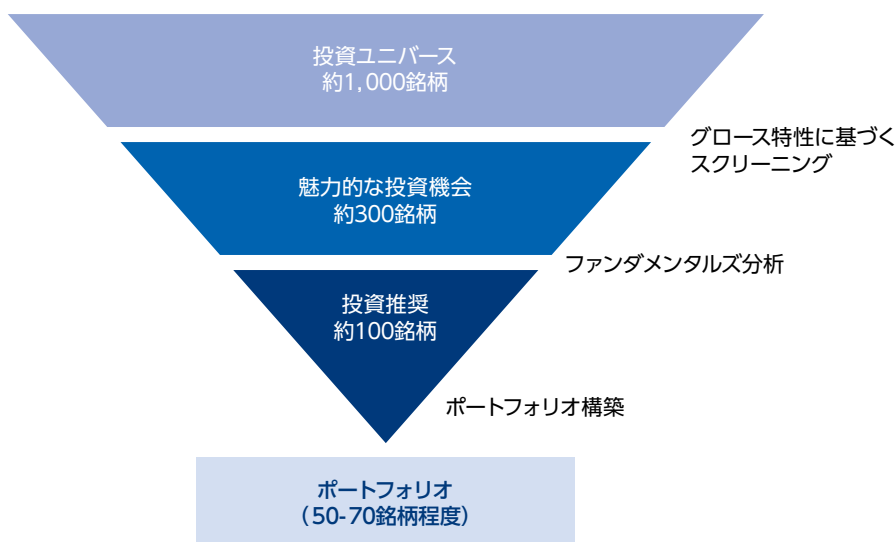 投資ユニバース
約1,000銘柄
グロース特性に基づく
スクリーニング
魅力的な投資機会
約300銘柄
ファンダメンタルズ分析
投資推奨
約100銘柄
ポートフォリオ構築
ポートフォリオ
（50-70銘柄程度）